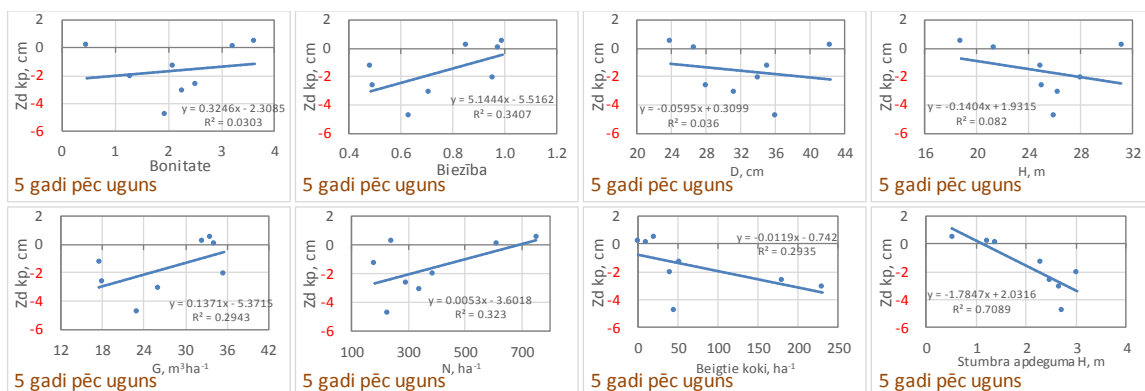 2
0
-2
-4
-6
Zd kp, cm
y = 0.3246x - 2.3085
R² = 0.0303
0 1 2 3 4
Bonitate
5 gadi pēc uguns
2
0
-2
-4
-6
Zd kp, cm
y = 5.1444x - 5.5162
R² = 0.3407
0.4 0.6 0.8 1.0 1.2
Biezība
5 gadi pēc uguns
2
0
-2
-4
-6
Zd kp, cm
y = -0.0595x + 0.3099
R² = 0.036
20 26 32 38 44
D, cm
5 gadi pēc uguns
2
0
-2
-4
-6
Zd kp, cm
y = -0.1404x + 1.9315
R² = 0.082
16 20 24 28 32
H, m
5 gadi pēc uguns
2
0
-2
-4
-6
Zd kp, cm
y = 0.1371x - 5.3715
R² = 0.2943
12 18 24 30 36 42
G, m³ha⁻¹
5 gadi pēc uguns
2
0
-2
-4
-6
Zd kp, cm
y = 0.0053x - 3.6018
R² = 0.323
100 300 500 700
N, ha⁻¹
5 gadi pēc uguns
2
0
-2
-4
-6
Zd kp, cm
y = -0.0119x - 0.742
R² = 0.2935
0 50 100 150 200
Beigtie koki, ha⁻¹
5 gadi pēc uguns
2
0
-2
-4
-6
Zd kp, cm
y = -1.7847x + 2.0316
R² = 0.7089
0 1 2 3 4
Stumbra apdeguma H, m
5 gadi pēc uguns